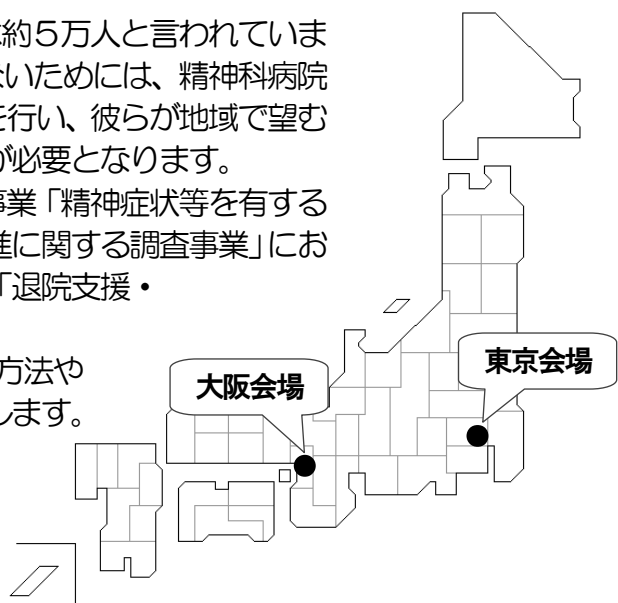 約５万人と言われていま
いためには、精神科病院
を行い、彼らが地域で望む
が必要となります。
事業「精神症状等を有する
進に関する調査事業」にお
「退院支援・
方法や
します。
大阪会場
東京会場